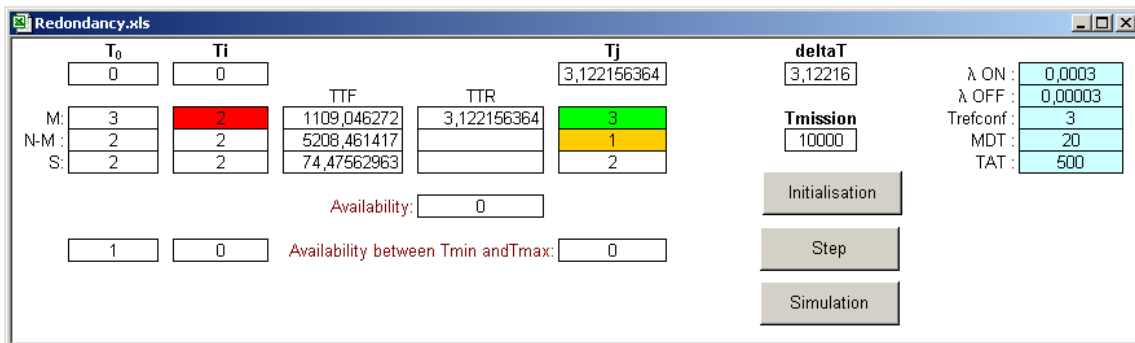 Redondancy.xls
T₀ Ti Tj deltaT
0 0 3,122156364 3,12216 λ ON : 0,0003
TTF TTR λ OFF : 0,00003
M: 3 2 1109,046272 3,122156364 3 Tmission Trefconf : 3
N-M : 2 2 5208,461417 1 10000 MDT : 20
S: 2 2 74,47562963 2 TAT : 500
Initialisation
Availability: 0
1 0 Availability between Tmin andTmax: 0 Step
Simulation